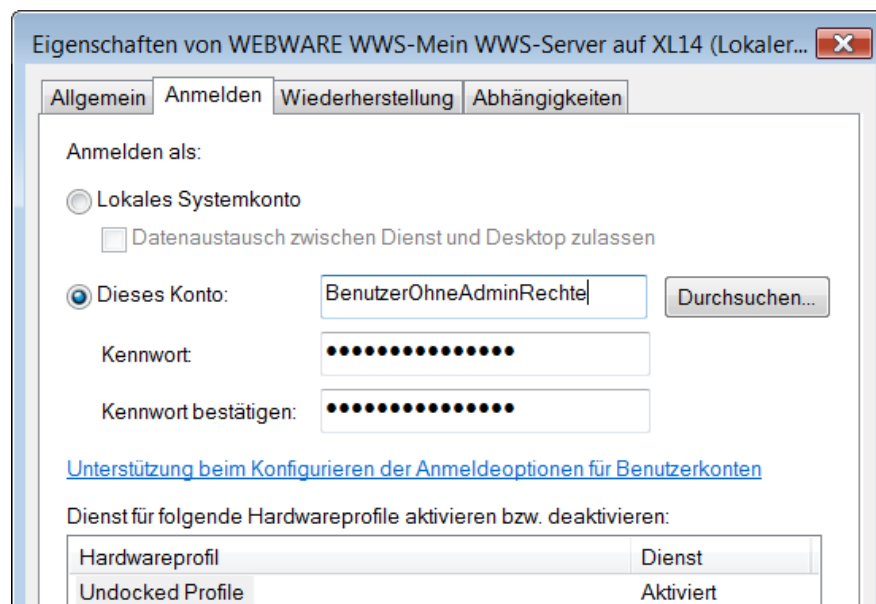 Eigenschaften von WEBWARE WWS-Mein WWS-Server auf XL14 (Lokaler...
Allgemein Anmelden Wiederherstellung Abhängigkeiten
Anmelden als:
Lokales Systemkonto
Datenaustausch zwischen Dienst und Desktop zulassen
Dieses Konto: BenutzerOhneAdminRechte Durchsuchen...
Kennwort: ●●●●●●●●●●●●●●●
Kennwort bestätigen: ●●●●●●●●●●●●●●●
Unterstützung beim Konfigurieren der Anmeldeoptionen für Benutzerkonten
Dienst für folgende Hardwareprofile aktivieren bzw. deaktivieren:
Hardwareprofil Dienst
Undocked Profile Aktiviert